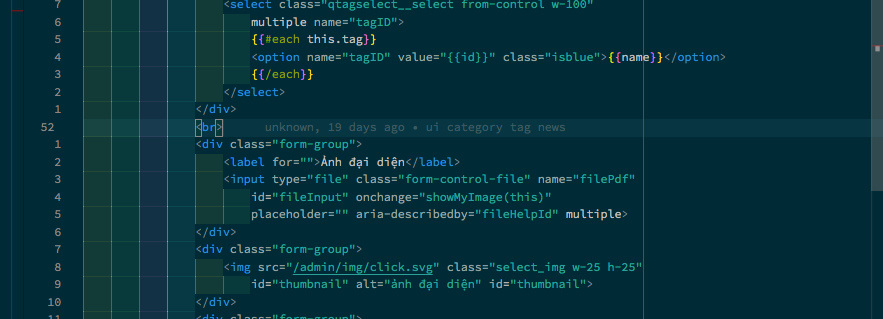 7 <select class="qtagselect__select from-control w-100"
6 multiple name="tagID">
5 {{#each this.tag}}
4 <option name="tagID" value="{{id}}" class="isblue">{{name}}</option>
3 {{/each}}
2 </select>
1 </div>
52 <br> unknown, 19 days ago • ui category tag news
1 <div class="form-group">
2 <label for="">Ảnh đại diện</label>
3 <input type="file" class="form-control-file" name="filePdf"
4 id="fileInput" onchange="showMyImage(this)"
5 placeholder="" aria-describedby="fileHelpId" multiple>
6 </div>
7 <div class="form-group">
8 <img src="/admin/img/click.svg" class="select_img w-25 h-25"
9 id="thumbnail" alt="ảnh đại diện" id="thumbnail">
10 </div>
11 <div class="form-group">